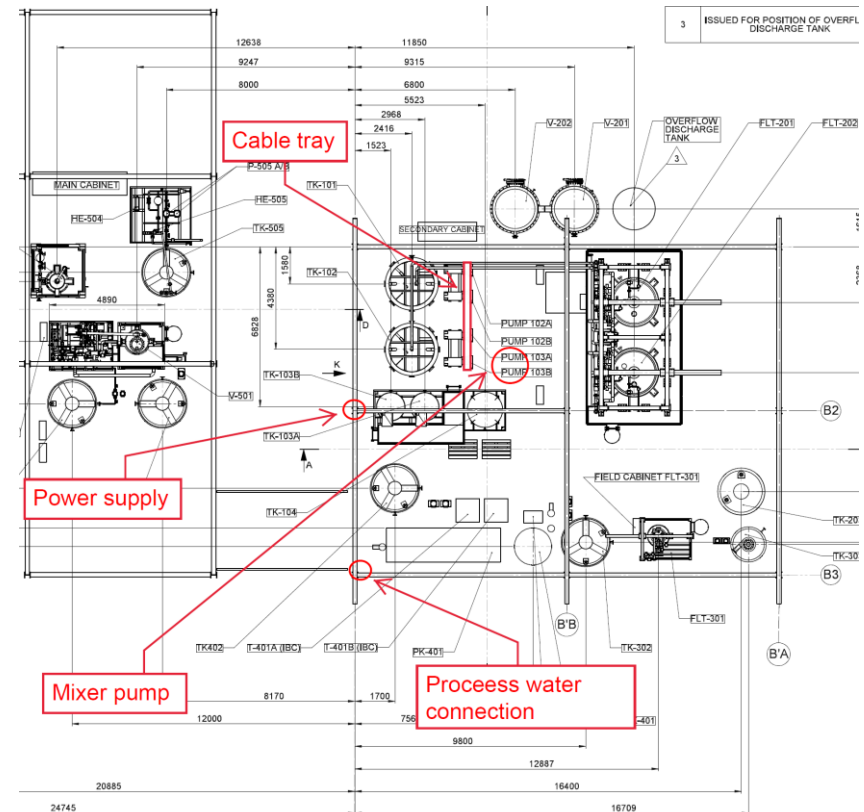 3 ISSUED FOR POSITION OF OVERFL
DISCHARGE TANK
12638
11850
9247
9315
8000
6800
5523
2968
2416
1523
Cable tray
V-202
V-201
OVERFLOW
DISCHARGE
TANK
3
FLT-201
FLT-202
MAIN CABINET
P-505 A/B
TK-101
HE-505
HE-504
TK-505
SECONDARY CABINET
TK-102
1580
4380
6828
4890
D
K
PUMP 102A
PUMP 102B
PUMP 103A
PUMP 103B
TK-103B
V-501
B2
TK-103A
A
Power supply
FIELD CABINET FLT-301
TK-104
TK-20
TK-30
B3
FLT-301
B'B
TK402
T-401A (IBC)
T-401B (IBC)
PK-401
TK-302
B'A
Mixer pump
Proceess water
connection
8170
1700
756
-401
12000
9800
12887
20885
16400
24745
16709